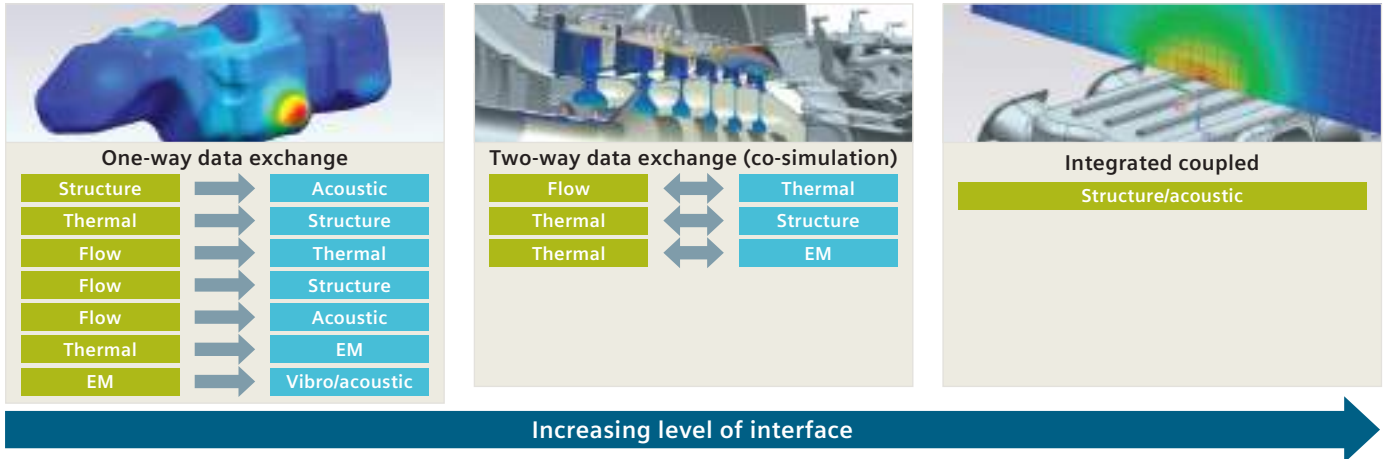 One-way data exchange
Structure Acoustic
Thermal Structure
Flow Thermal
Flow Structure
Flow Acoustic
Thermal EM
EM Vibro/acoustic
Two-way data exchange (co-simulation)
Flow Thermal
Thermal Structure
Thermal EM
Integrated coupled
Structure/acoustic
Increasing level of interface